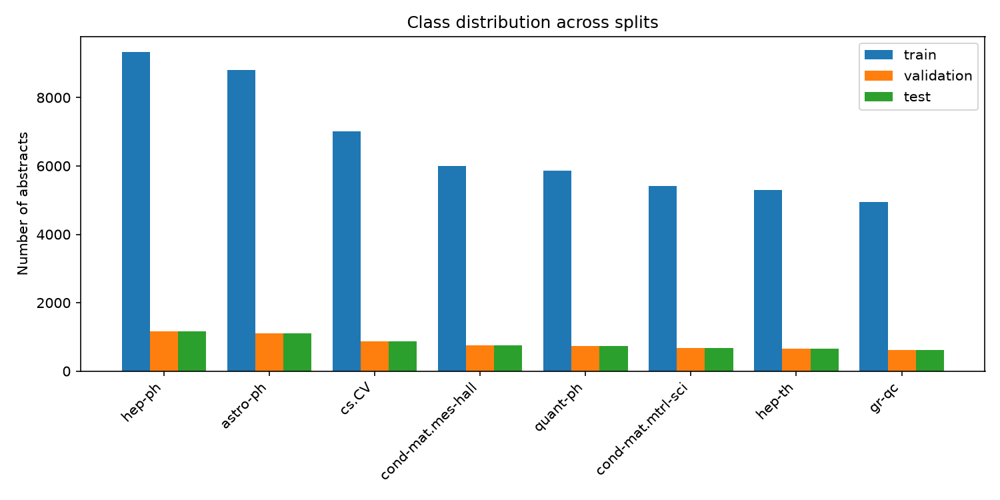 Class distribution across splits
train
validation
test
Number of abstracts
8000
6000
4000
2000
0
hep-ph
astro-ph
cs.CV
cond-mat.mes-hall
quant-ph
cond-mat.mtrl-sci
hep-th
gr-qc